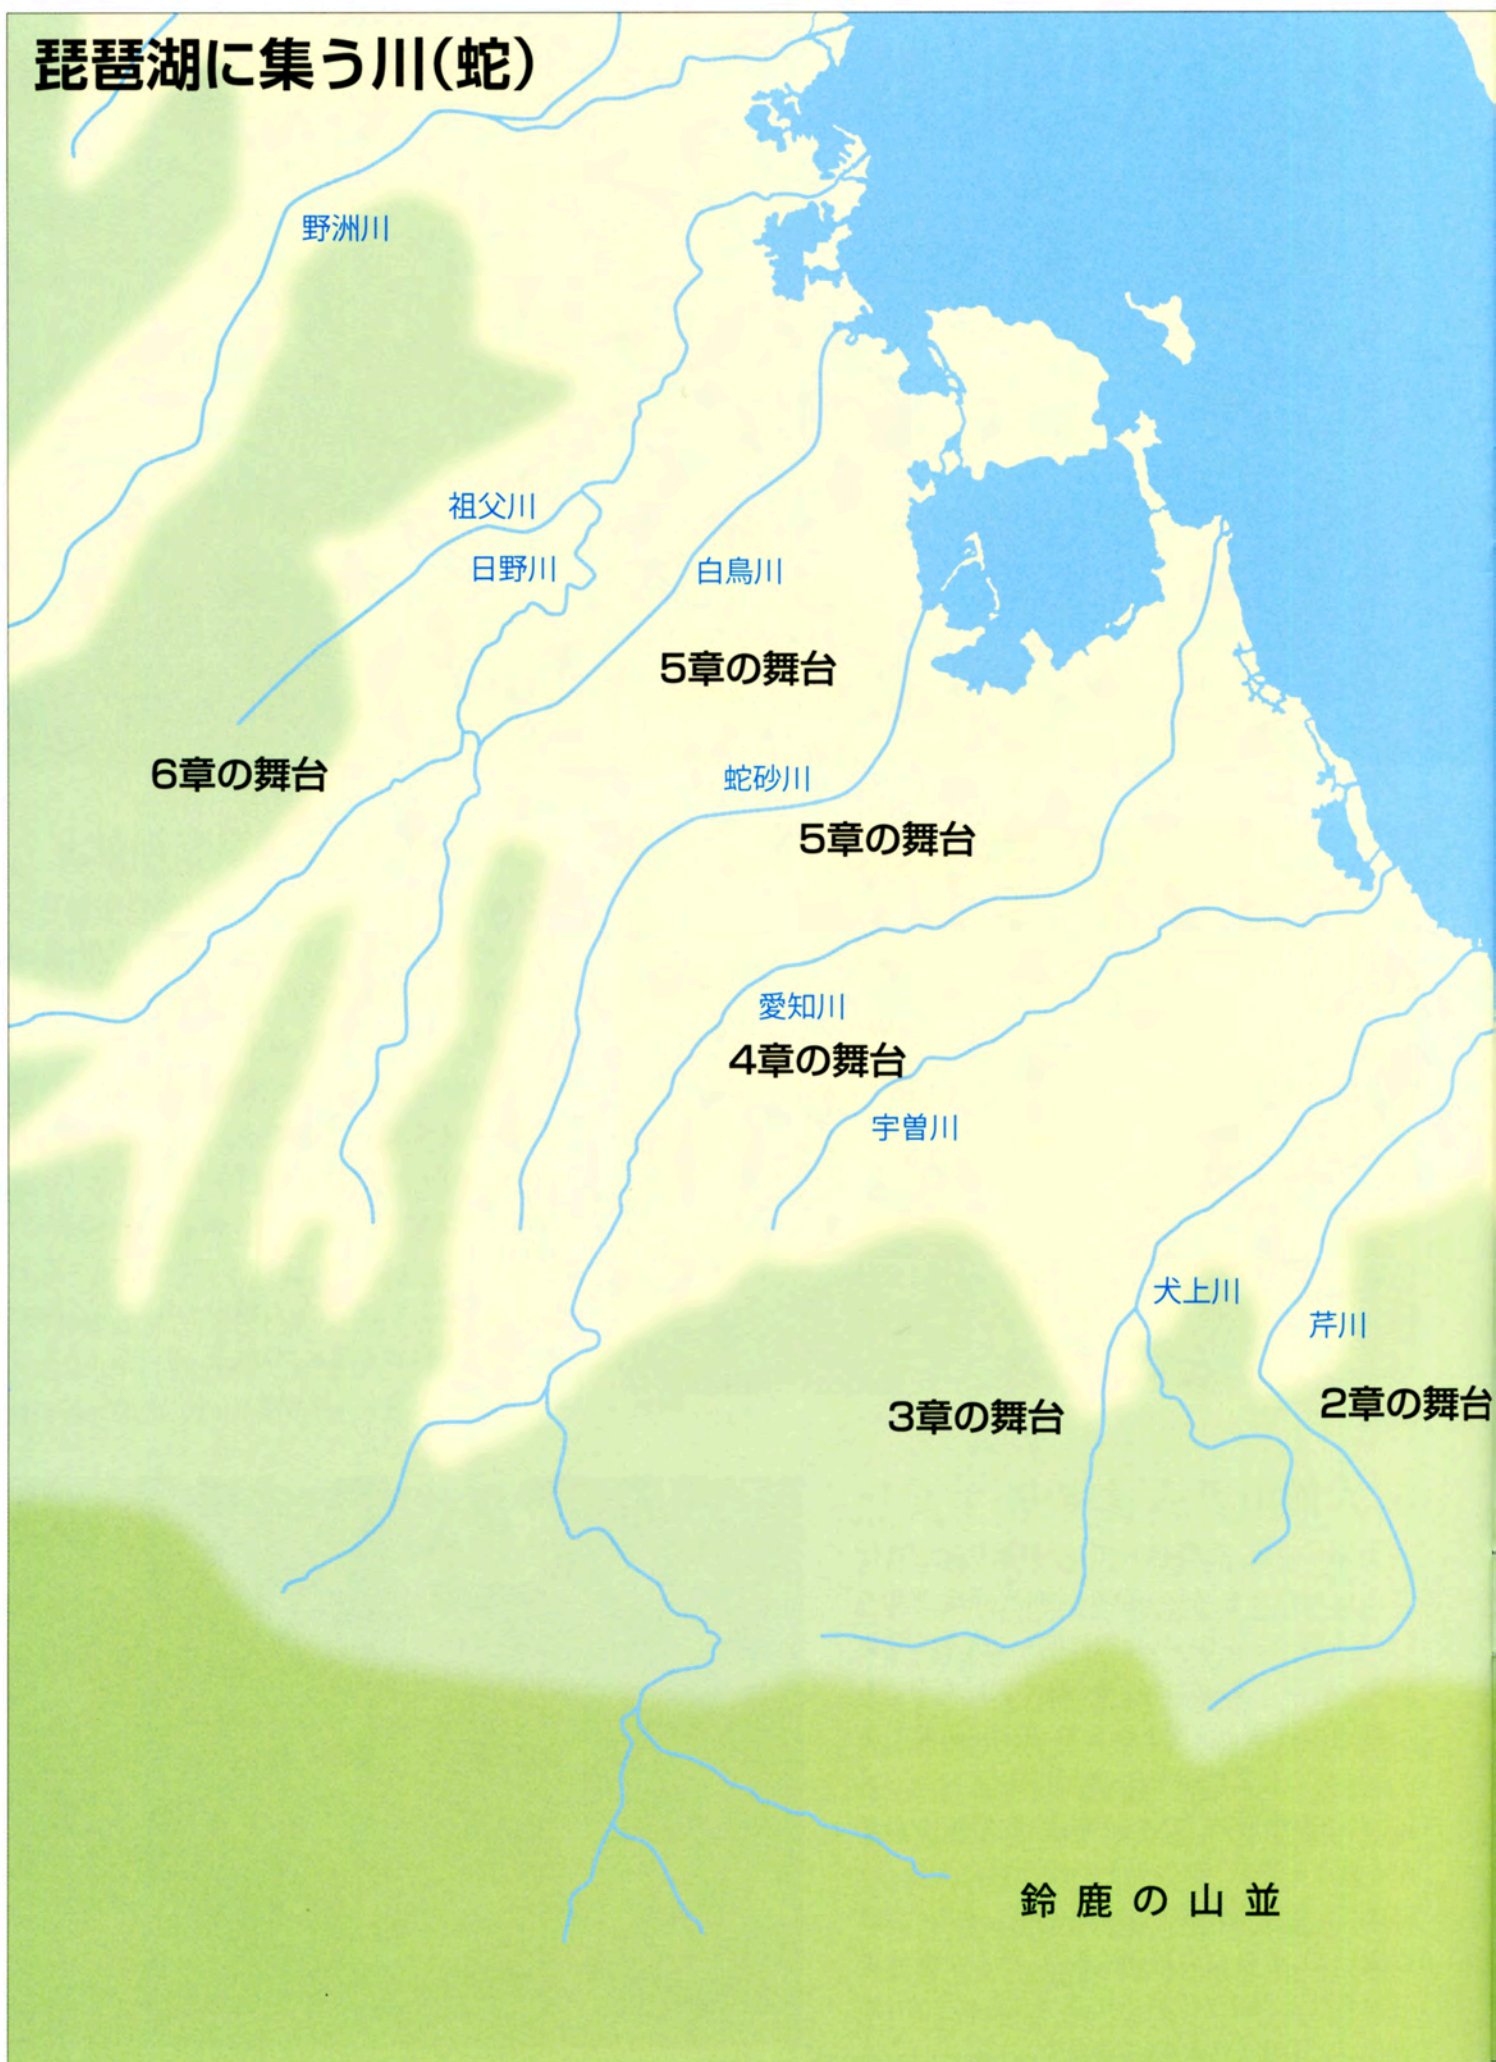 琵琶湖に集う川(蛇)
野洲川
祖父川
日野川
白鳥川
5章の舞台
6章の舞台
蛇砂川
5章の舞台
愛知川
4章の舞台
宇曽川
犬上川
芹川
3章の舞台
2章の舞台
鈴鹿の山並